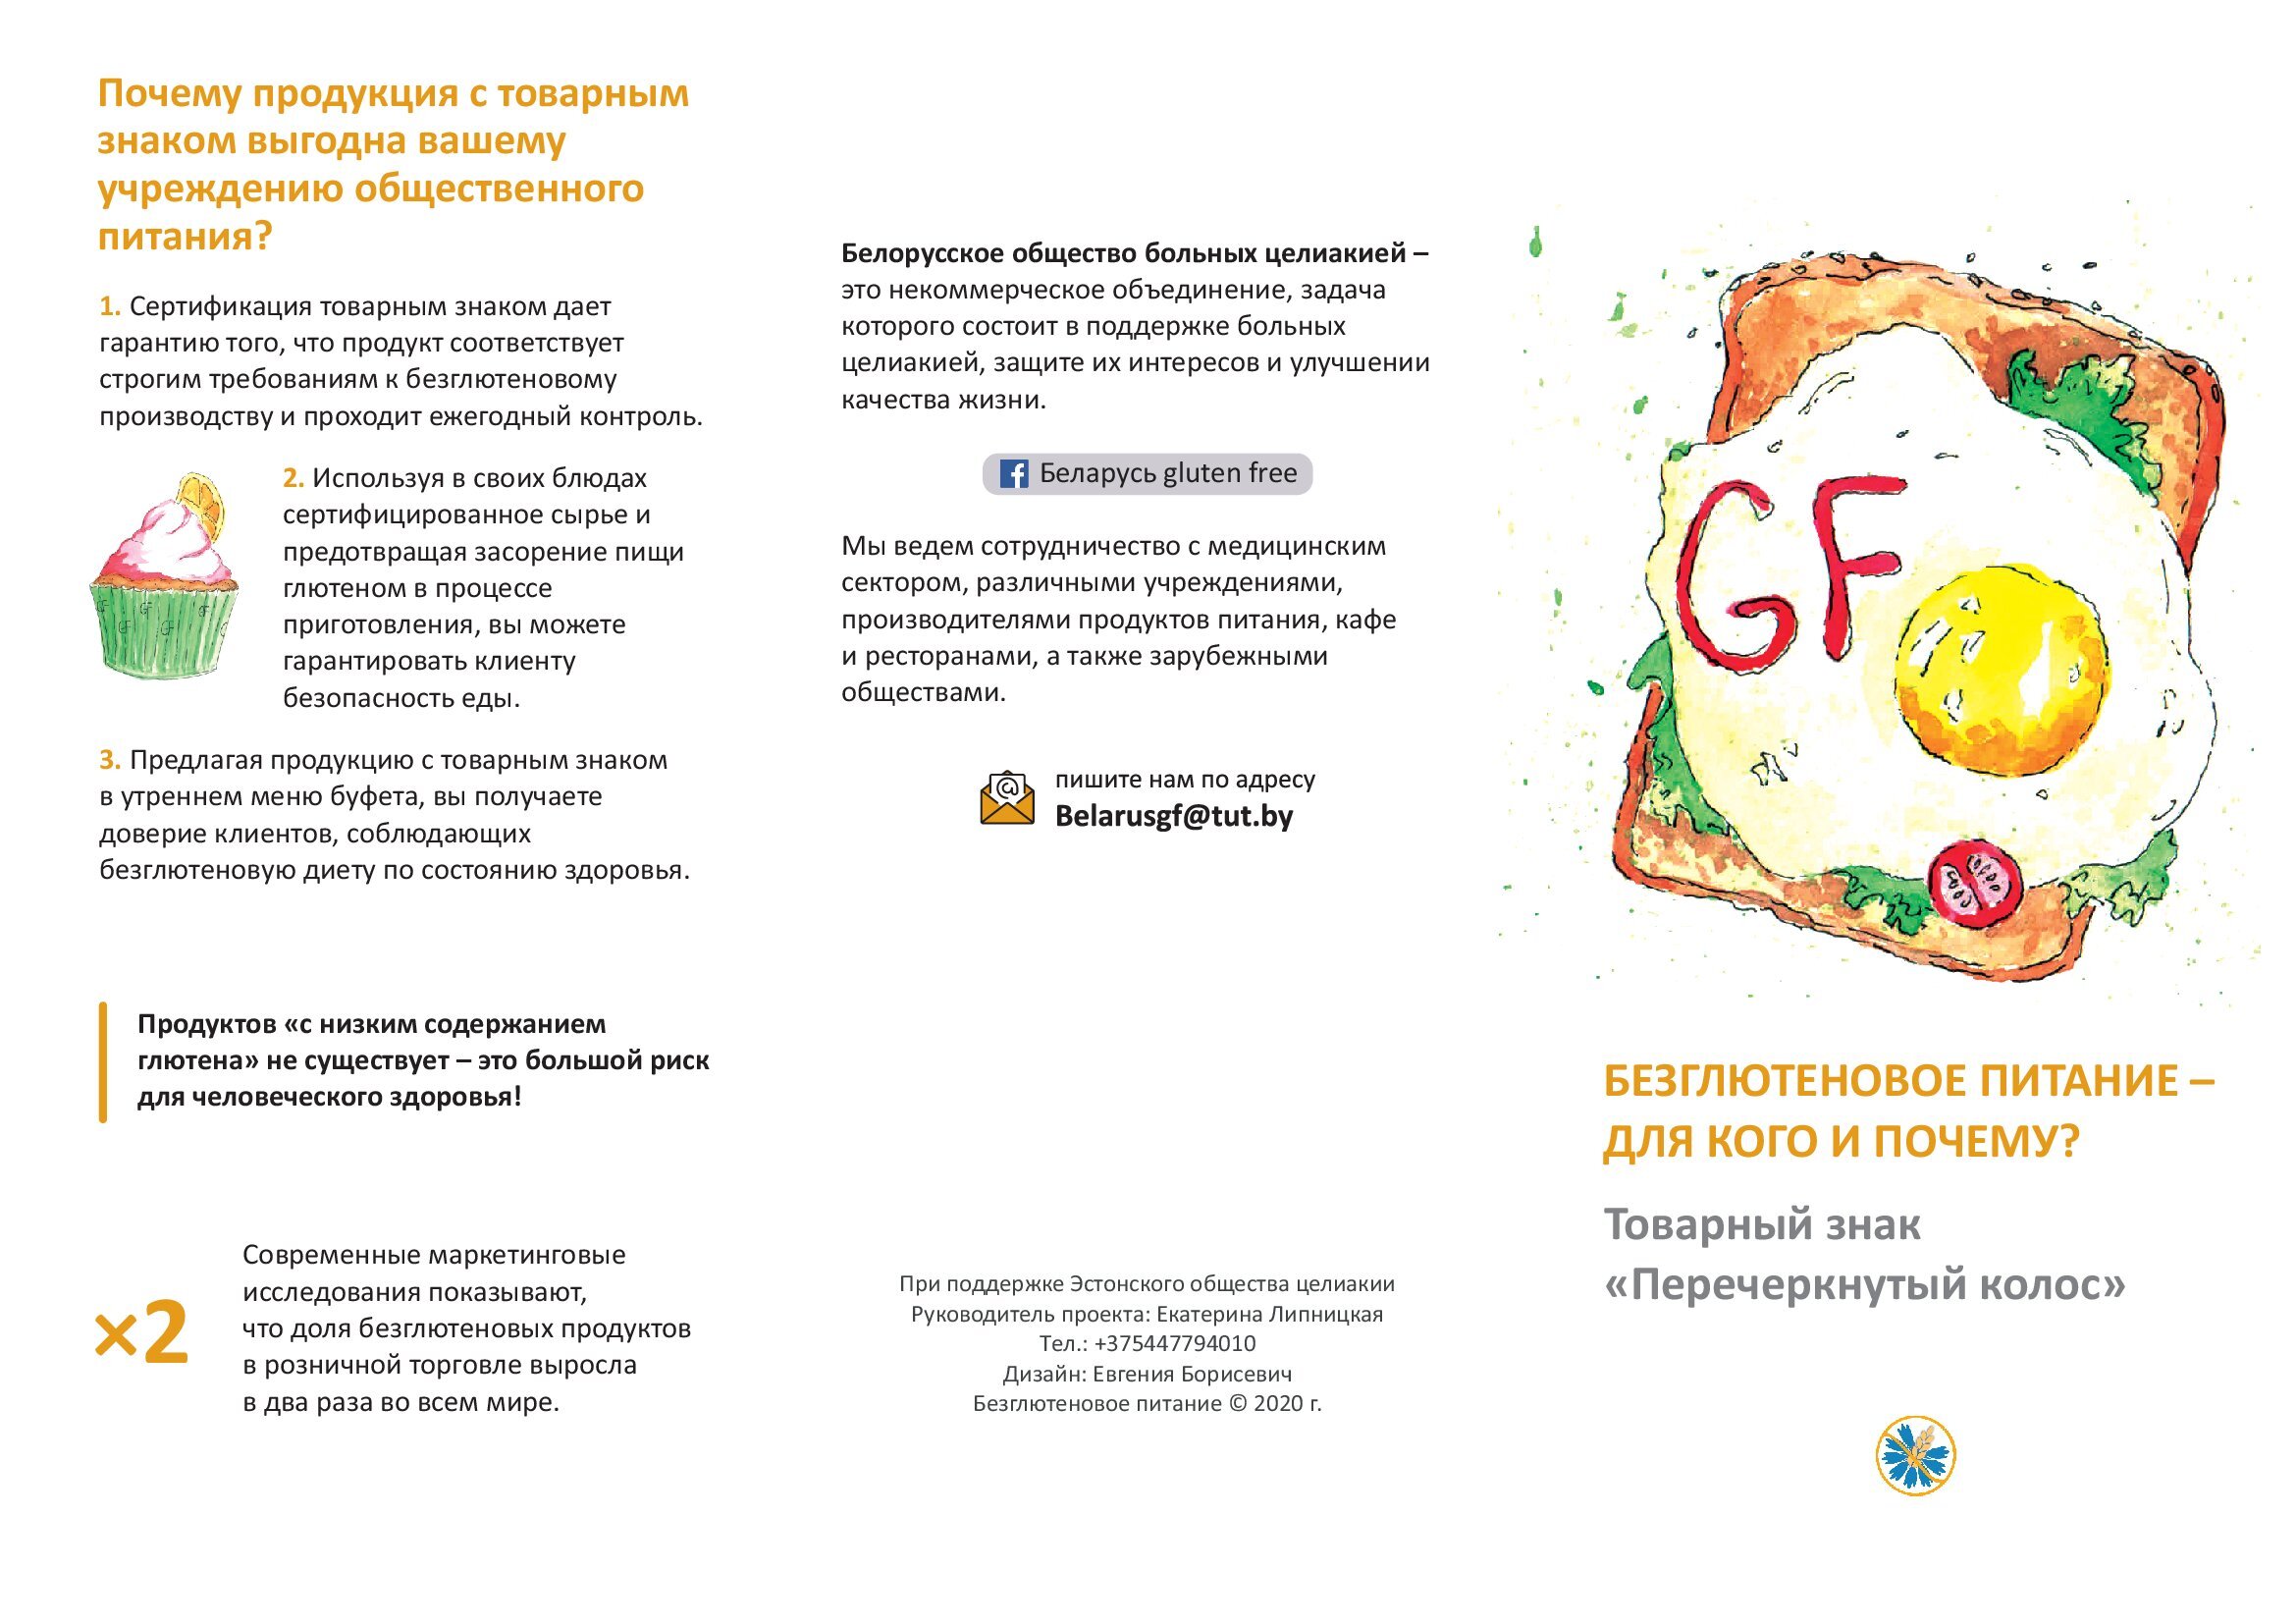 Почему продукция с товарным
знаком выгодна вашему
учреждению общественного
питания?
1. Сертификация товарным знаком дает
гарантию того, что продукт соответствует
строгим требованиям к безглютеновому
производству и проходит ежегодный контроль.
2. Используя в своих блюдах
сертифицированное сырье и
предотвращая засорение пищи
глютеном в процессе
приготовления, вы можете
гарантировать клиенту
безопасность еды.
3. Предлагая продукцию с товарным знаком
в утреннем меню буфета, вы получаете
доверие клиентов, соблюдающих
безглютеновую диету по состоянию здоровья.
Продуктов «с низким содержанием
глютена» не существует – это большой риск
для человеческого здоровья!
×2
Современные маркетинговые
исследования показывают,
что доля безглютеновых продуктов
в розничной торговле выросла
в два раза во всем мире.
Белорусское общество больных целиакией –
это некоммерческое объединение, задача
которого состоит в поддержке больных
целиакией, защите их интересов и улучшении
качества жизни.
f Беларусь gluten free
Мы ведем сотрудничество с медицинским
сектором, различными учреждениями,
производителями продуктов питания, кафе
и ресторанами, а также зарубежными
обществами.
@
пишите нам по адресу
Belarusgf@tut.by
При поддержке Эстонского общества целиакии
Руководитель проекта: Екатерина Липницкая
Тел.: +375447794010
Дизайн: Евгения Борисевич
Безглютеновое питание © 2020 г.
GF
БЕЗГЛЮТЕНОВОЕ ПИТАНИЕ –
ДЛЯ КОГО И ПОЧЕМУ?
Товарный знак
«Перечеркнутый колос»